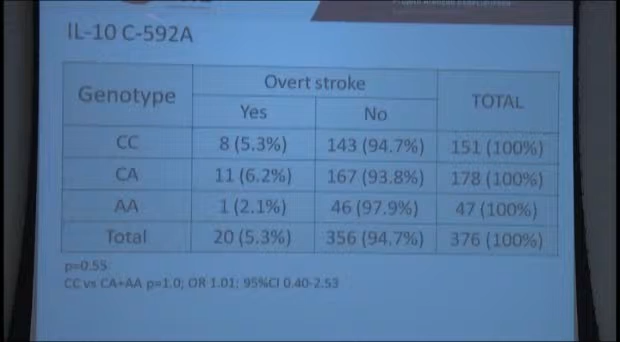 IL-10 C-592A
Genotype Overt stroke TOTAL
Yes No
CC 8 (5.3%) 143 (94.7%) 151 (100%)
CA 11 (6.2%) 167 (93.8%) 178 (100%)
AA 1 (2.1%) 46 (97.9%) 47 (100%)
Total 20 (5.3%) 356 (94.7%) 376 (100%)
p=0.55
CC vs CA+AA p=1.0; OR 1.01; 95%CI 0.40-2.53